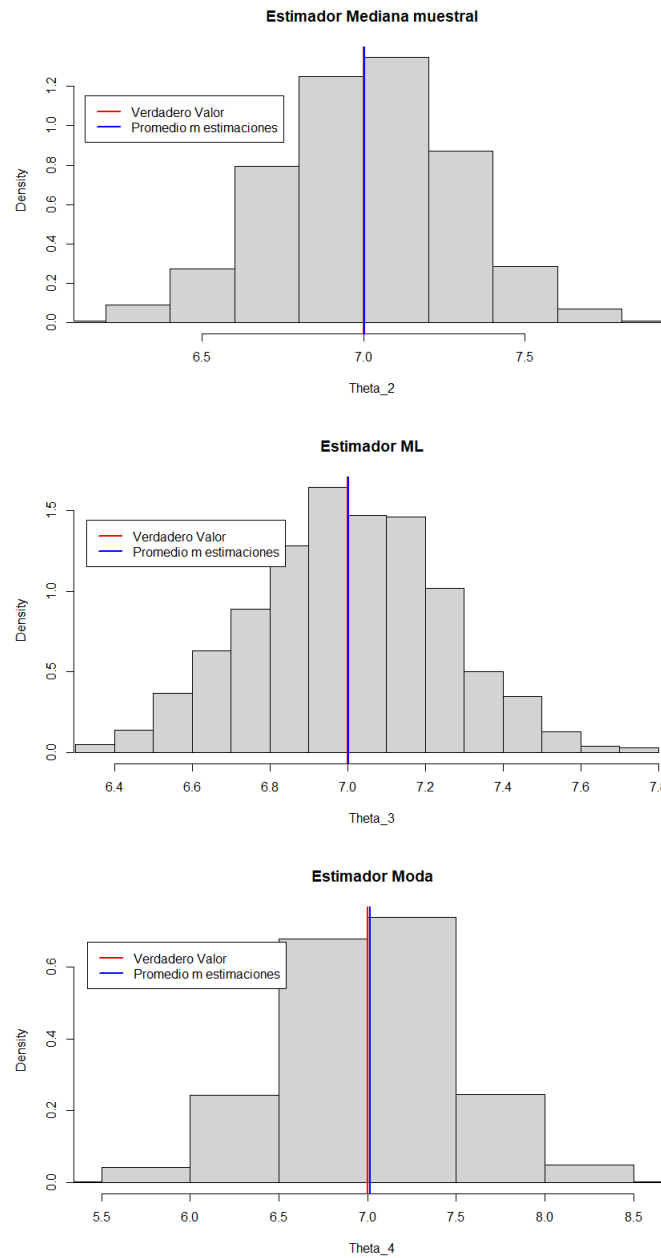 Estimador Mediana muestral
Verdadero Valor
Promedio m estimaciones
Density
0.0 0.2 0.4 0.6 0.8 1.0 1.2
6.5 7.0 7.5
Theta_2
Estimador ML
Verdadero Valor
Promedio m estimaciones
Density
0.0 0.5 1.0 1.5
6.4 6.6 6.8 7.0 7.2 7.4 7.6 7.8
Theta_3
Estimador Moda
Verdadero Valor
Promedio m estimaciones
Density
0.0 0.2 0.4 0.6
5.5 6.0 6.5 7.0 7.5 8.0 8.5
Theta_4